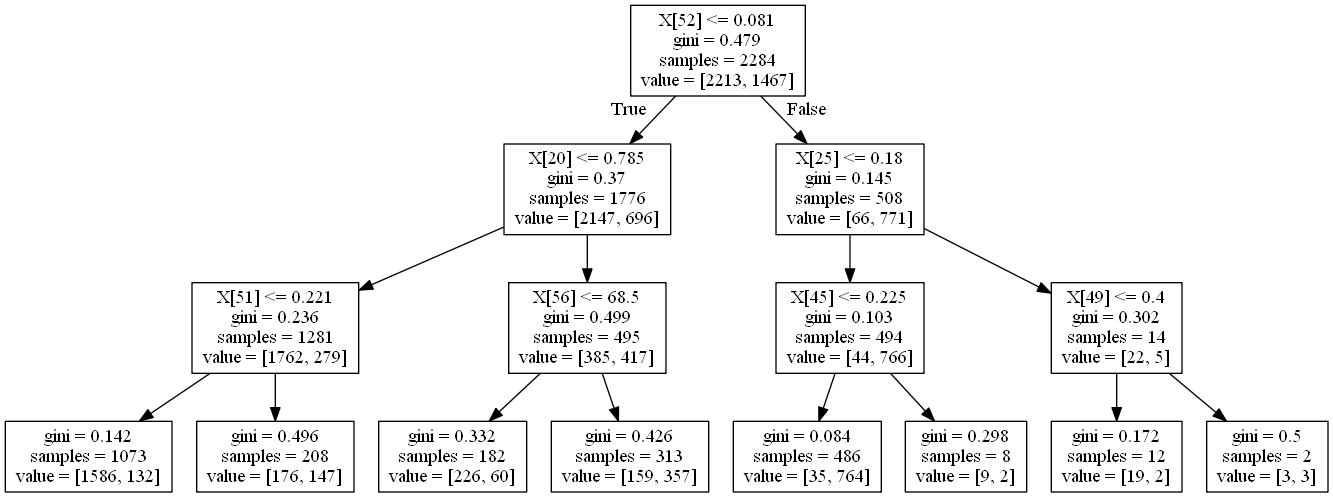 X[52] <= 0.081
gini = 0.479
samples = 2284
value = [2213, 1467]
True
False
X[20] <= 0.785
gini = 0.37
samples = 1776
value = [2147, 696]
X[25] <= 0.18
gini = 0.145
samples = 508
value = [66, 771]
X[51] <= 0.221
gini = 0.236
samples = 1281
value = [1762, 279]
X[56] <= 68.5
gini = 0.499
samples = 495
value = [385, 417]
X[45] <= 0.225
gini = 0.103
samples = 494
value = [44, 766]
X[49] <= 0.4
gini = 0.302
samples = 14
value = [22, 5]
gini = 0.142
samples = 1073
value = [1586, 132]
gini = 0.496
samples = 208
value = [176, 147]
gini = 0.332
samples = 182
value = [226, 60]
gini = 0.426
samples = 313
value = [159, 357]
gini = 0.084
samples = 486
value = [35, 764]
gini = 0.298
samples = 8
value = [9, 2]
gini = 0.172
samples = 12
value = [19, 2]
gini = 0.5
samples = 2
value = [3, 3]